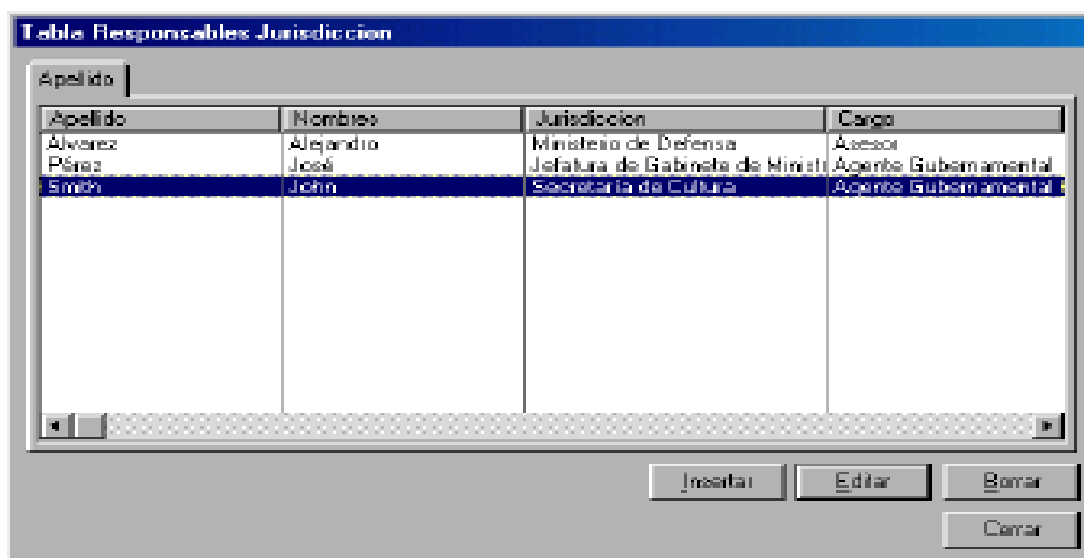 Tabla Responsables Jurisdiccion
Apellido
Apellido Nombres Jurisdiccion Cargo
Alvarez Alejandro Ministerio de Defensa Asesor
Pérez José Jefatura de Gabinete de Ministr Agente Gubernamental
Smith John Secretaria de Cultura Agente Gubernamental
Insertar Editar Borrar
Cerrar